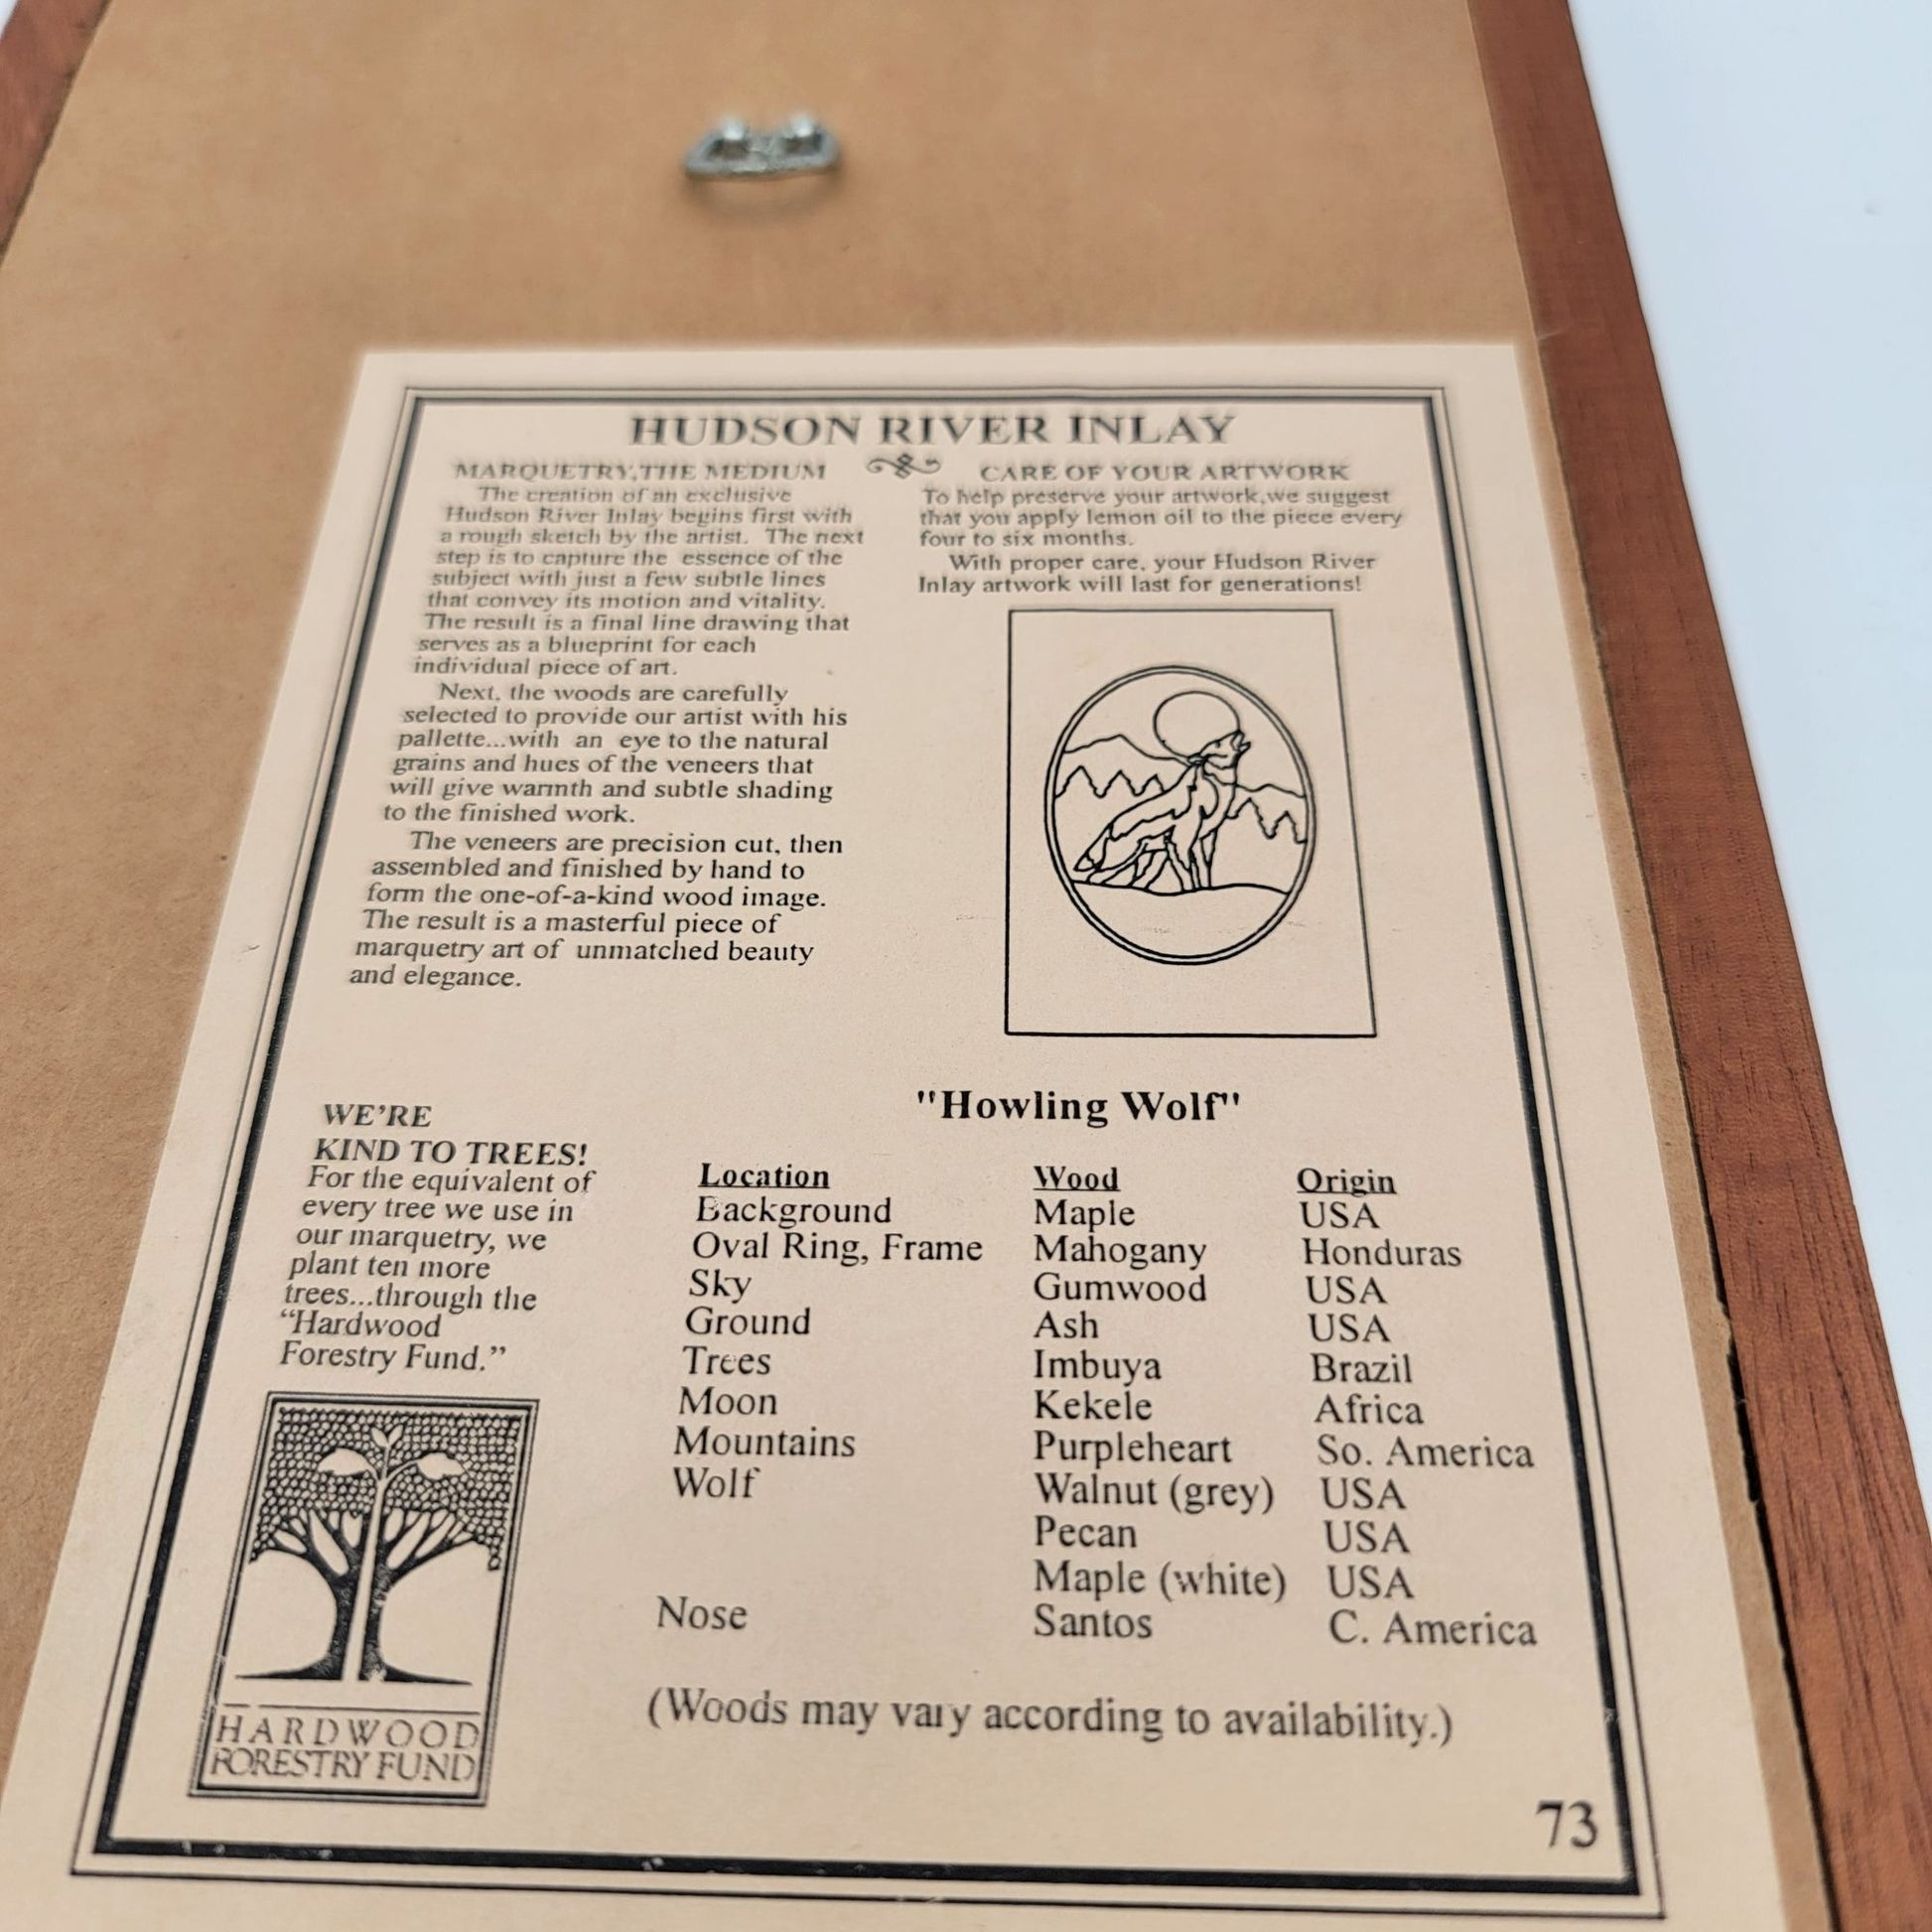 HUDSON RIVER INLAY
MARQUETRY, THE MEDIUM
The creation of an exclusive
Hudson River Inlay begins first with
a rough sketch by the artist. The next
step is to capture the essence of the
subject with just a few subtle lines
that convey its motion and vitality.
The result is a final line drawing that
serves as a blueprint for each
individual piece of art.
Next, the woods are carefully
selected to provide our artist with his
pallette...with an eye to the natural
grains and hues of the veneers that
will give warmth and subtle shading
to the finished work.
The veneers are precision cut, then
assembled and finished by hand to
form the one-of-a-kind wood image.
The result is a masterful piece of
marquetry art of unmatched beauty
and elegance.
CARE OF YOUR ARTWORK
To help preserve your artwork, we suggest
that you apply lemon oil to the piece every
four to six months.
With proper care, your Hudson River
Inlay artwork will last for generations!
WE'RE
KIND TO TREES!
For the equivalent of
every tree we use in
our marquetry, we
plant ten more
trees...through the
"Hardwood
Forestry Fund."
HARDWOOD
FORESTRY FUND
"Howling Wolf"
Location Wood Origin
Background Maple USA
Oval Ring, Frame Mahogany Honduras
Sky Gumwood USA
Ground Ash USA
Trees Imbuya Brazil
Moon Kekele Africa
Mountains Purpleheart So. America
Wolf Walnut (grey) USA
Pecan USA
Maple (white) USA
Nose Santos C. America
(Woods may vary according to availability.)
73